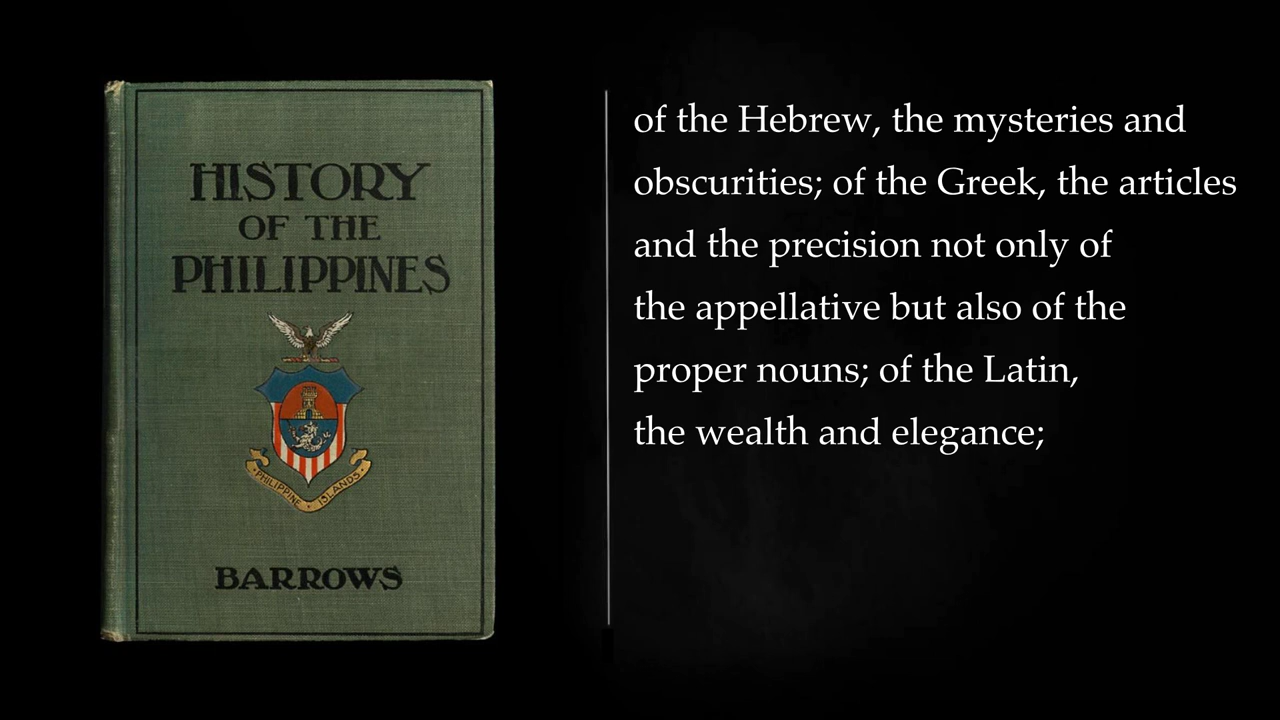 HISTORY
OF THE
PHILIPPINES
PHILIPPINE ISLANDS
BARROWS
of the Hebrew, the mysteries and
obscurities; of the Greek, the articles
and the precision not only of
the appellative but also of the
proper nouns; of the Latin,
the wealth and elegance;